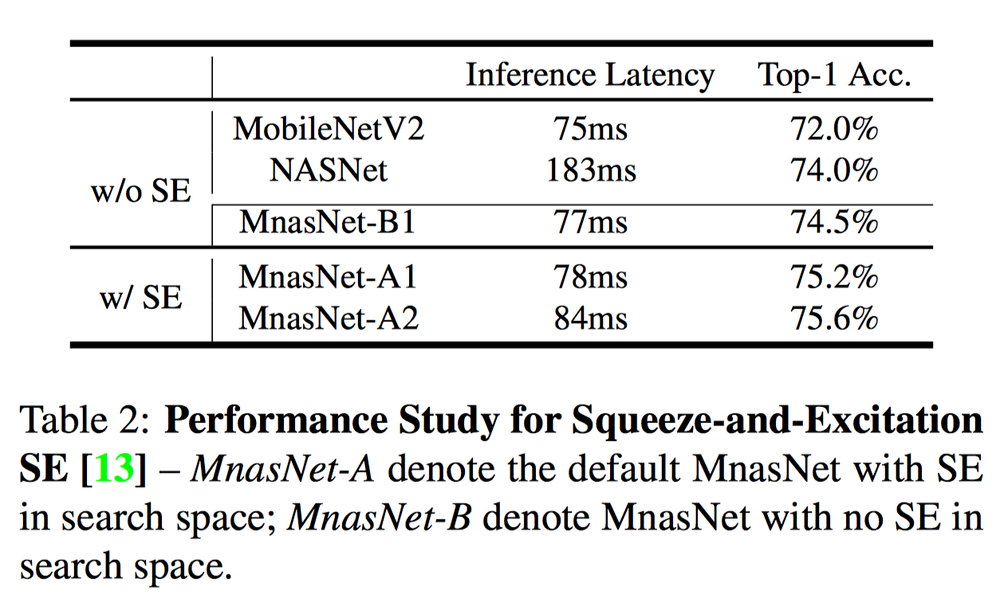 Inference Latency Top-1 Acc.
w/o SE
MobileNetV2 75ms 72.0%
NASNet 183ms 74.0%
MnasNet-B1 77ms 74.5%
w/ SE
MnasNet-A1 78ms 75.2%
MnasNet-A2 84ms 75.6%
Table 2: Performance Study for Squeeze-and-Excitation
SE [13] – MnasNet-A denote the default MnasNet with SE
in search space; MnasNet-B denote MnasNet with no SE in
search space.